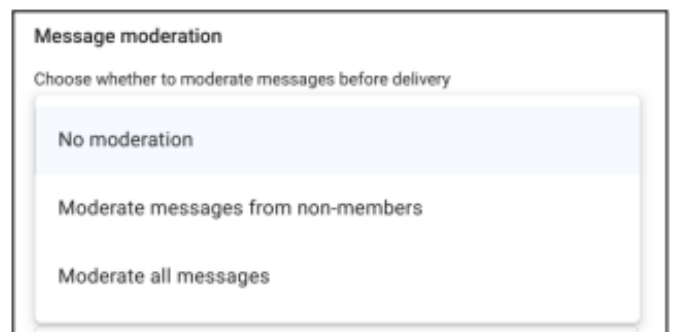 Message moderation
Choose whether to moderate messages before delivery
No moderation
Moderate messages from non-members
Moderate all messages